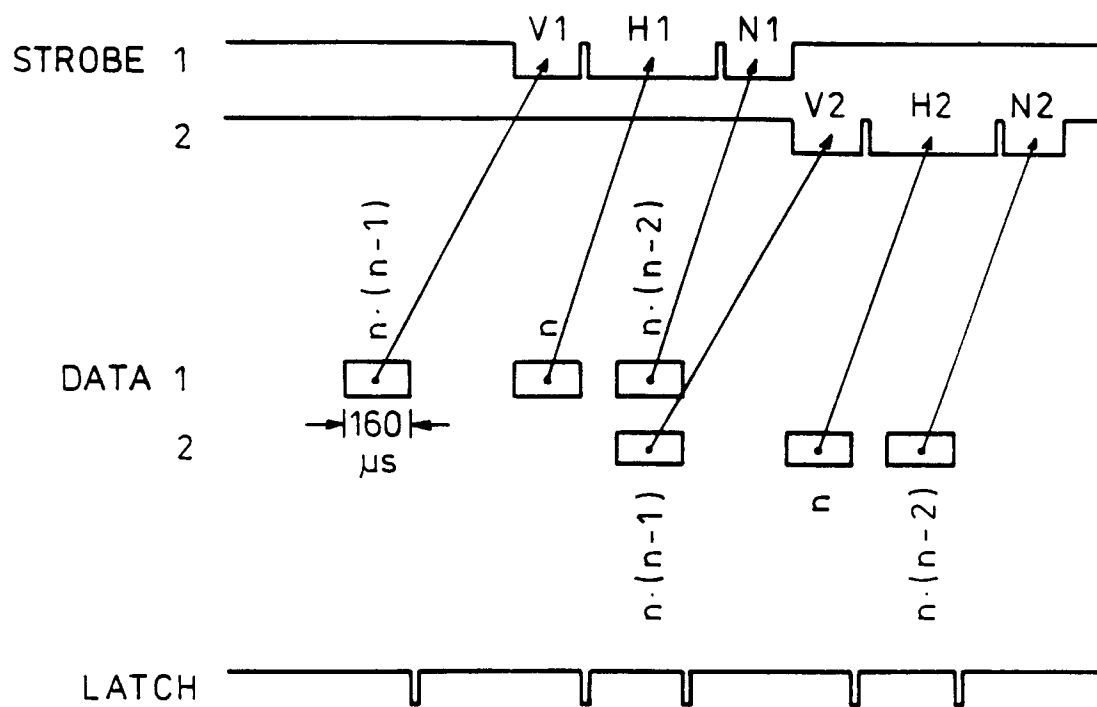 V1 H1 N1
STROBE 1
V2 H2 N2
2
n·(n-1)
n
n·(n-2)
DATA 1
160
μs
2
n·(n-1)
n
n·(n-2)
LATCH